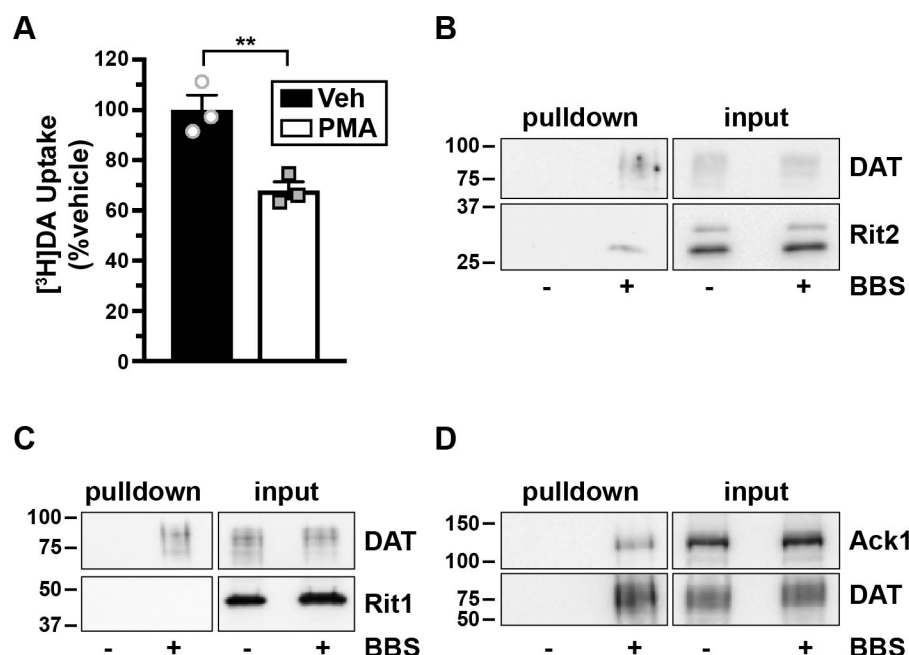 A
**
120
100
80
60
40
20
0
[³H]DA Uptake
(%vehicle)
Veh
PMA
B
pulldown input
100
75
DAT
37
25
Rit2
- + - + BBS
C
pulldown input
100
75
DAT
50
37
Rit1
- + - + BBS
D
pulldown input
150
100
Ack1
75
50
DAT
- + - + BBS